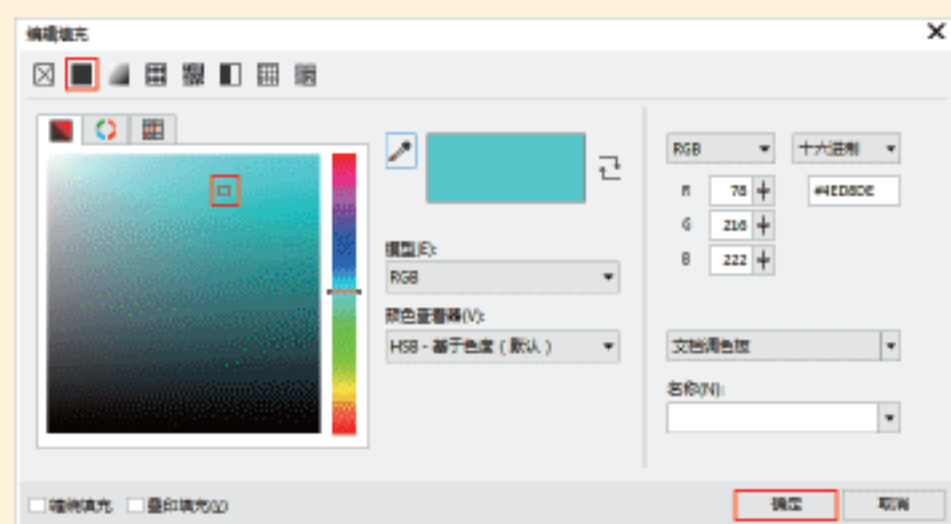 编辑填充
RGB 十六进制
R 78 #4ED8DE
G 216
B 222
模型(E):
RGB
颜色查看器(V):
HSB - 基于色度 ( 默认 )
文档调色板
名称(N):
缠绕填充 叠印填充(V)
确定 取消